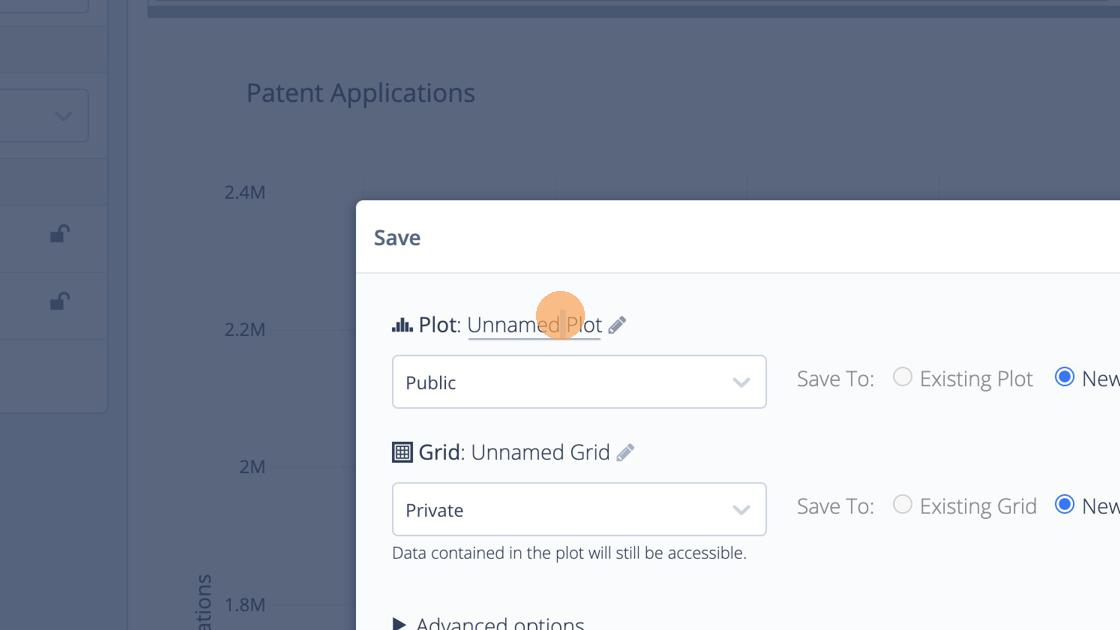 Patent Applications
2.4M
Save
Plot: Unnamed Plot
2.2M
Public
Save To: Existing Plot New
Grid: Unnamed Grid
2M
Private
Save To: Existing Grid New
Data contained in the plot will still be accessible.
ations
1.8M
Advanced options